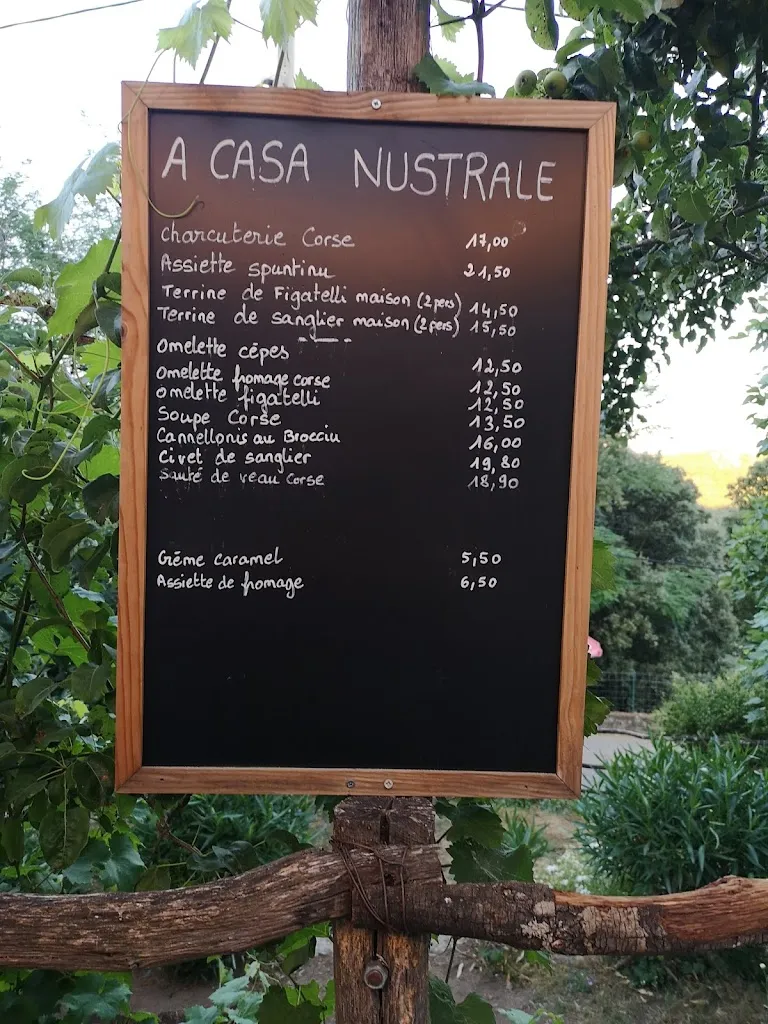 A CASA NUSTRALE
Charcuterie Corse 17,00
Assiette spuntinu 21,50
Terrine de Figatelli maison (2 pers) 14,50
Terrine de sanglier maison (2 pers) 15,50
Omelette cépes 12,50
Omelette fromage corse 12,50
omelette figatelli 12,50
Soupe Corse 13,50
Cannellonis au Brocciu 16,00
Civet de sanglier 19,80
Sauté de veau Corse 18,90
Créme caramel 5,50
Assiette de fromage 6,50